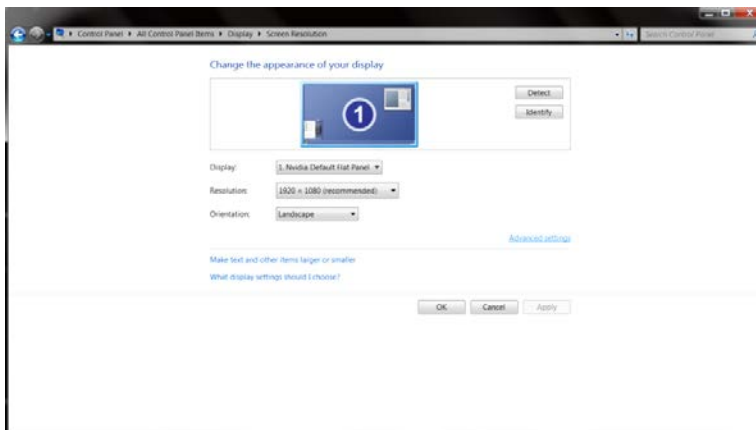 Control Panel ▸ All Control Panel Items ▸ Display ▸ Screen Resolution
Search Control Panel
Change the appearance of your display
1
Detect
Identify
Display:
1. Nvidia Default Flat Panel
Resolution:
1920 × 1080 (recommended)
Orientation:
Landscape
Advanced settings
Make text and other items larger or smaller
What display settings should I choose?
OK Cancel Apply